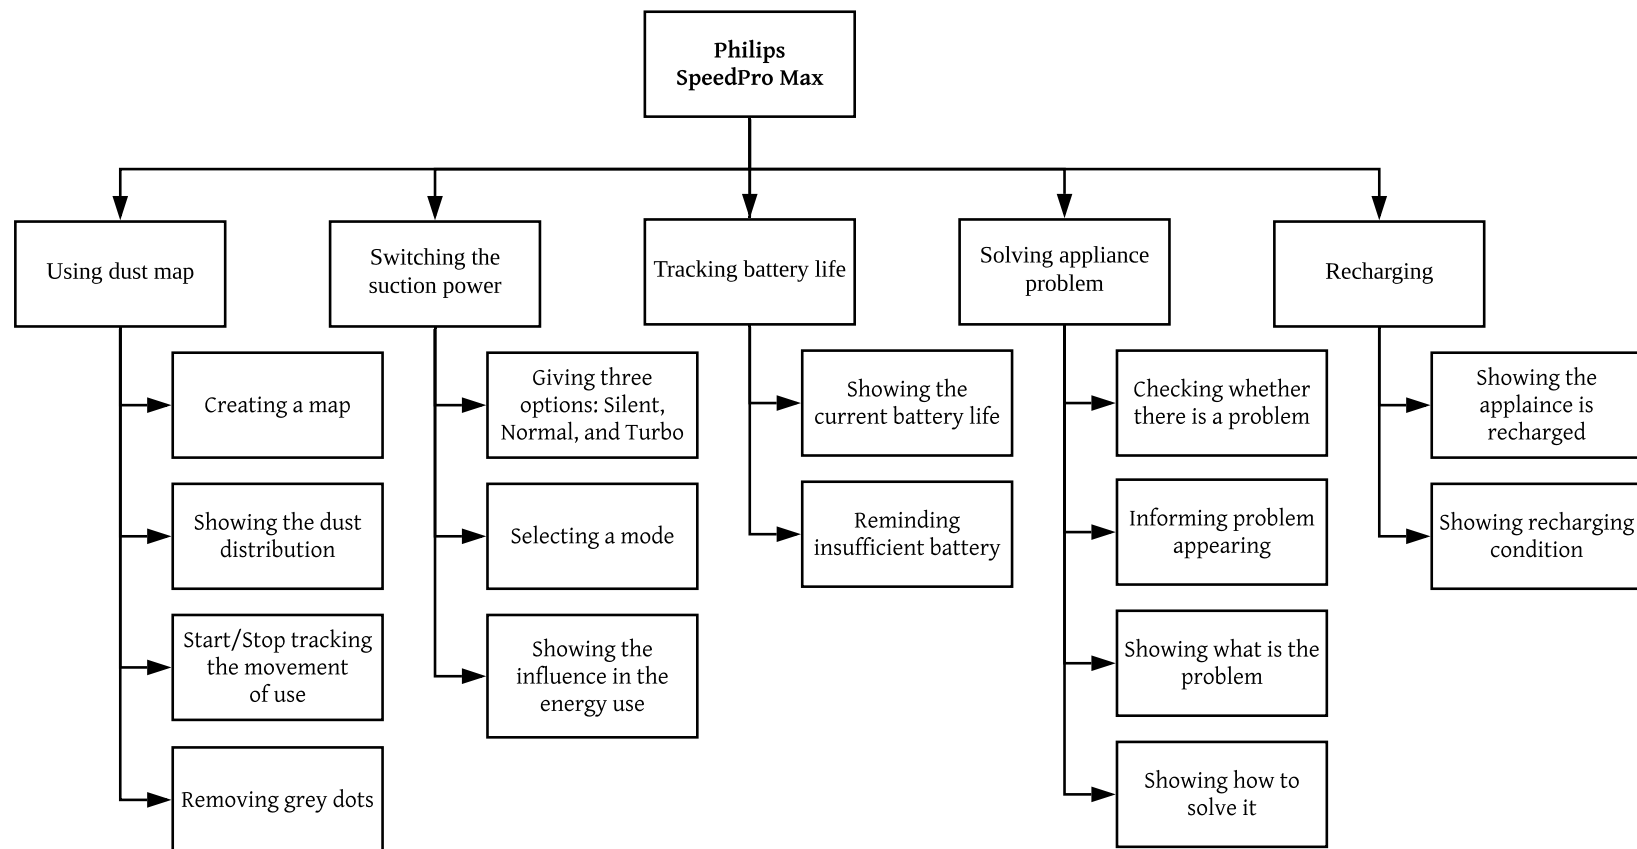 Philips
SpeedPro Max
Using dust map
Switching the
suction power
Tracking battery life
Solving appliance
problem
Recharging
Creating a map
Showing the dust
distribution
Start/Stop tracking
the movement
of use
Removing grey dots
Giving three
options: Silent,
Normal, and Turbo
Selecting a mode
Showing the
influence in the
energy use
Showing the
current battery life
Reminding
insufficient battery
Checking whether
there is a problem
Informing problem
appearing
Showing what is the
problem
Showing how to
solve it
Showing the
applaince is
recharged
Showing recharging
condition